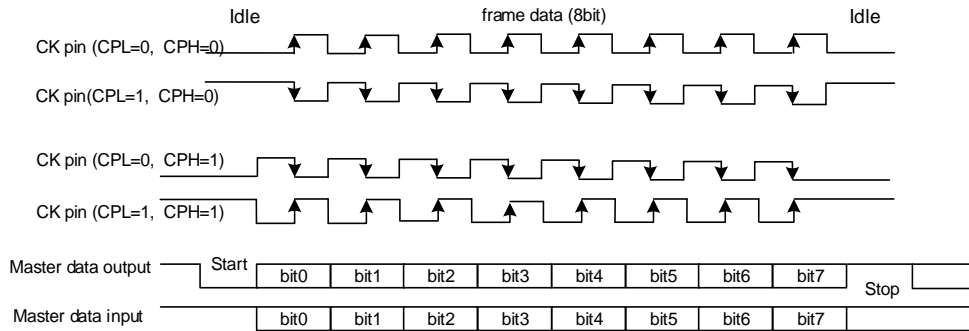 Idle frame data (8bit) Idle
CK pin (CPL=0, CPH=0)
CK pin(CPL=1, CPH=0)
CK pin (CPL=0, CPH=1)
CK pin (CPL=1, CPH=1)
Master data output Start bit0 bit1 bit2 bit3 bit4 bit5 bit6 bit7 Stop
Master data input bit0 bit1 bit2 bit3 bit4 bit5 bit6 bit7